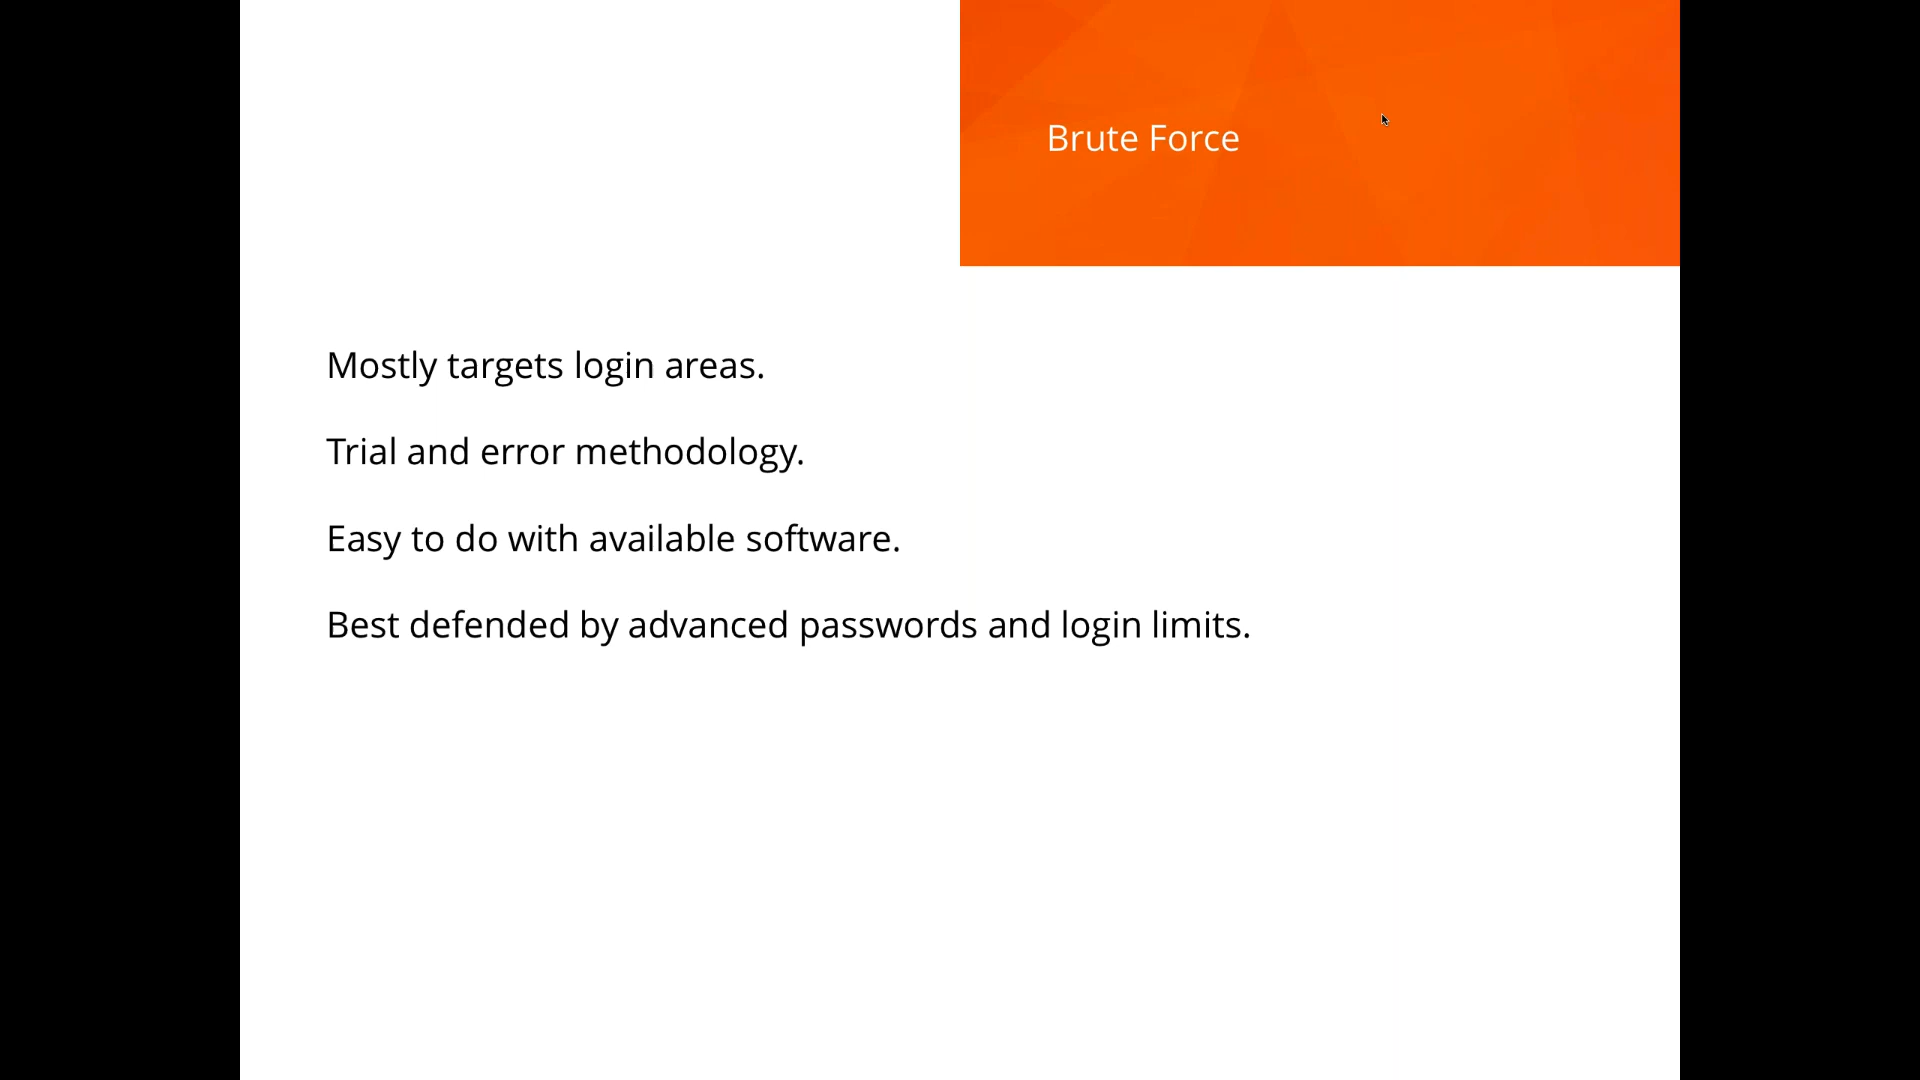 Brute Force
Mostly targets login areas.
Trial and error methodology.
Easy to do with available software.
Best defended by advanced passwords and login limits.